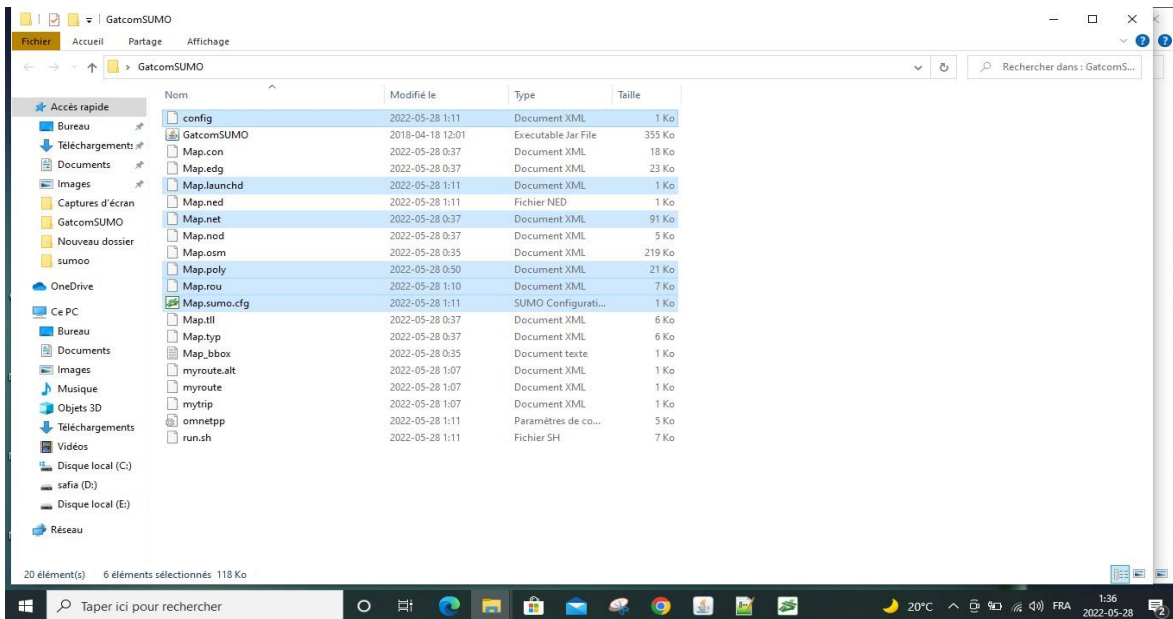 GatcomSUMO
Fichier Accueil Partage Affichage
GatcomSUMO
Rechercher dans : GatcomS...
Nom Modifié le Type Taille
Accès rapide
Bureau
Téléchargements
Documents
Images
Captures d'écran
GatcomSUMO
Nouveau dossier
sumoo
OneDrive
Ce PC
Bureau
Documents
Images
Musique
Objets 3D
Téléchargements
Vidéos
Disque local (C:)
safia (D:)
Disque local (E:)
Réseau
config 2022-05-28 1:11 Document XML 1 Ko
GatcomSUMO 2018-04-18 12:01 Executable Jar File 355 Ko
Map.con 2022-05-28 0:37 Document XML 18 Ko
Map.edg 2022-05-28 0:37 Document XML 23 Ko
Map.launchd 2022-05-28 1:11 Document XML 1 Ko
Map.ned 2022-05-28 1:11 Fichier NED 1 Ko
Map.net 2022-05-28 0:37 Document XML 91 Ko
Map.nod 2022-05-28 0:37 Document XML 5 Ko
Map.osm 2022-05-28 0:35 Document XML 219 Ko
Map.poly 2022-05-28 0:50 Document XML 21 Ko
Map.rou 2022-05-28 1:10 Document XML 7 Ko
Map.sumo.cfg 2022-05-28 1:11 SUMO Configurati... 1 Ko
Map.tll 2022-05-28 0:37 Document XML 6 Ko
Map.typ 2022-05-28 0:37 Document XML 6 Ko
Map_bbox 2022-05-28 0:35 Document texte 1 Ko
myroute.alt 2022-05-28 1:07 Document XML 1 Ko
myroute 2022-05-28 1:07 Document XML 1 Ko
mytrip 2022-05-28 1:07 Document XML 1 Ko
omnetpp 2022-05-28 1:11 Paramètres de co... 5 Ko
run.sh 2022-05-28 1:11 Fichier SH 7 Ko
20 élément(s) 6 éléments sélectionnés 118 Ko
Taper ici pour rechercher
20°C FRA 1:36
2022-05-28